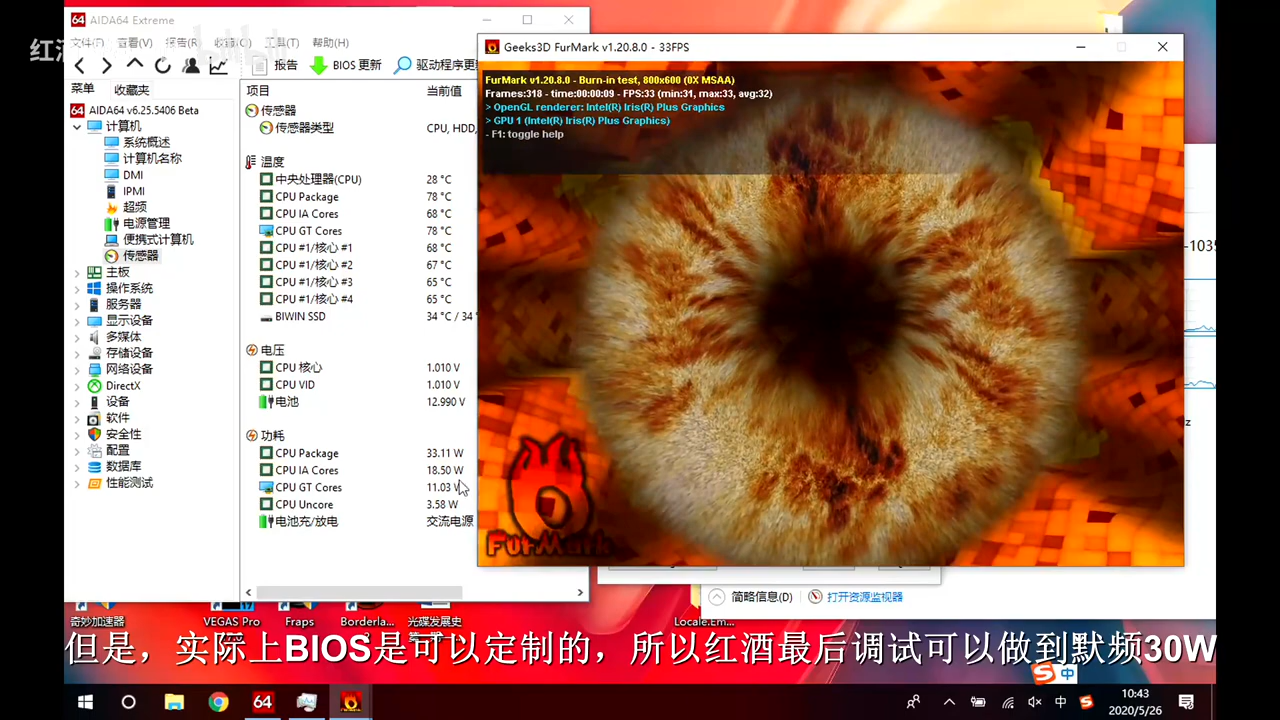 AIDA64 Extreme
文件(F) 查看(V) 报告(R) 收藏(O) 工具(T) 帮助(H)
报告 BIOS 更新 驱动程序更新
菜单 收藏夹
AIDA64 v6.25.5406 Beta
计算机
系统概述
计算机名称
DMI
IPMI
超频
电源管理
便携式计算机
传感器
主板
操作系统
服务器
显示设备
多媒体
存储设备
网络设备
DirectX
设备
软件
安全性
配置
数据库
性能测试
项目 当前值
传感器
传感器类型 CPU, HDD,
温度
中央处理器(CPU) 28 °C
CPU Package 78 °C
CPU IA Cores 68 °C
CPU GT Cores 78 °C
CPU #1/核心 #1 68 °C
CPU #1/核心 #2 67 °C
CPU #1/核心 #3 65 °C
CPU #1/核心 #4 65 °C
BIWIN SSD 34 °C / 34 °
电压
CPU 核心 1.010 V
CPU VID 1.010 V
电池 12.990 V
功耗
CPU Package 33.11 W
CPU IA Cores 18.50 W
CPU GT Cores 11.03 W
CPU Uncore 3.58 W
电池充/放电 交流电源
Geeks3D FurMark v1.20.8.0 - 33FPS
FurMark v1.20.8.0 - Burn-in test, 800x600 (0X MSAA)
Frames:318 - time:00:00:09 - FPS:33 (min:31, max:33, avg:32)
> OpenGL renderer: Intel(R) Iris(R) Plus Graphics
> GPU 1 (Intel(R) Iris(R) Plus Graphics)
- F1: toggle help
FurMark
-1035
z
简略信息(D) 打开资源监视器
奇妙加速器 VEGAS Pro Fraps Borderla... 光媒发展史 Locale.Em...
但是，实际上BIOS是可以定制的，所以红酒最后调试可以做到默频30W
中
64 中 10:43
2020/5/26